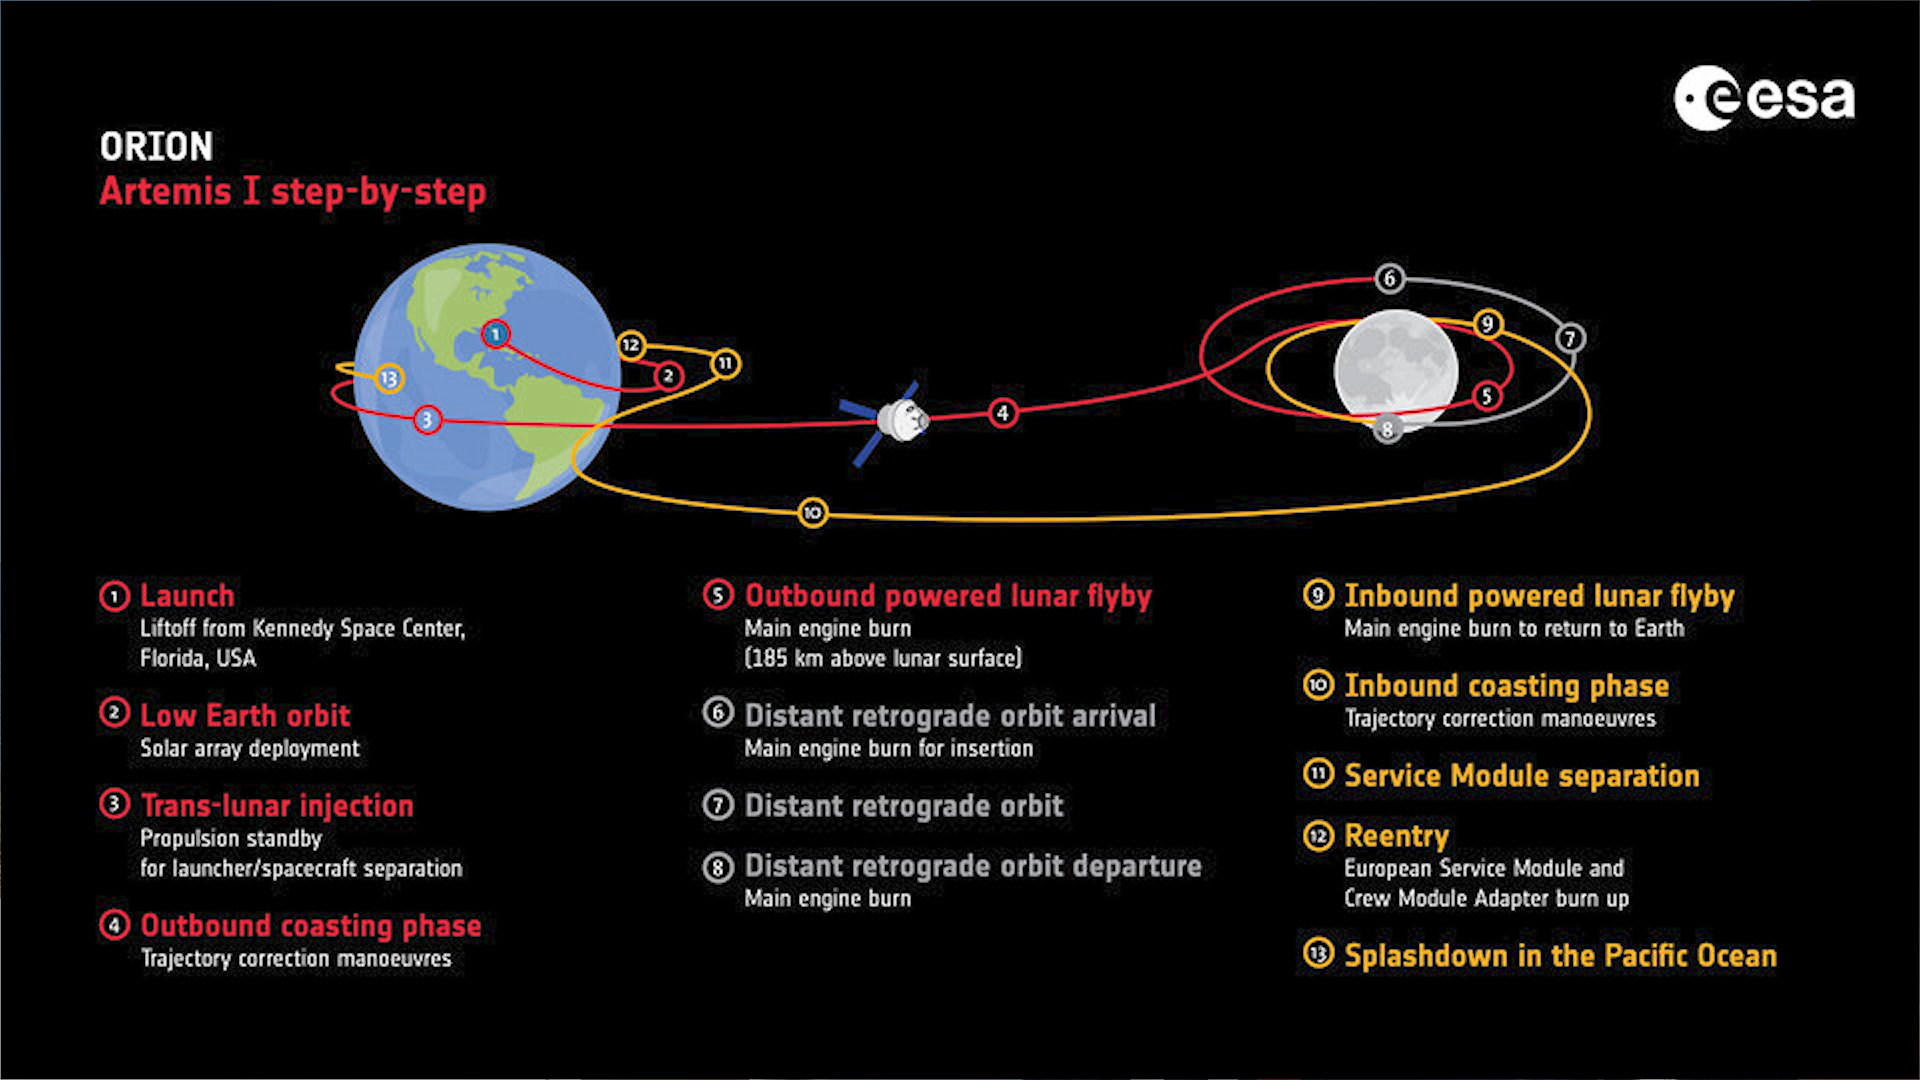 esa
ORION
Artemis I step-by-step
1
2
3
4
5
6
7
8
9
10
11
12
13
1 Launch
Liftoff from Kennedy Space Center,
Florida, USA
2 Low Earth orbit
Solar array deployment
3 Trans-lunar injection
Propulsion standby
for launcher/spacecraft separation
4 Outbound coasting phase
Trajectory correction manoeuvres
5 Outbound powered lunar flyby
Main engine burn
(185 km above lunar surface)
6 Distant retrograde orbit arrival
Main engine burn for insertion
7 Distant retrograde orbit
8 Distant retrograde orbit departure
Main engine burn
9 Inbound powered lunar flyby
Main engine burn to return to Earth
10 Inbound coasting phase
Trajectory correction manoeuvres
11 Service Module separation
12 Reentry
European Service Module and
Crew Module Adapter burn up
13 Splashdown in the Pacific Ocean